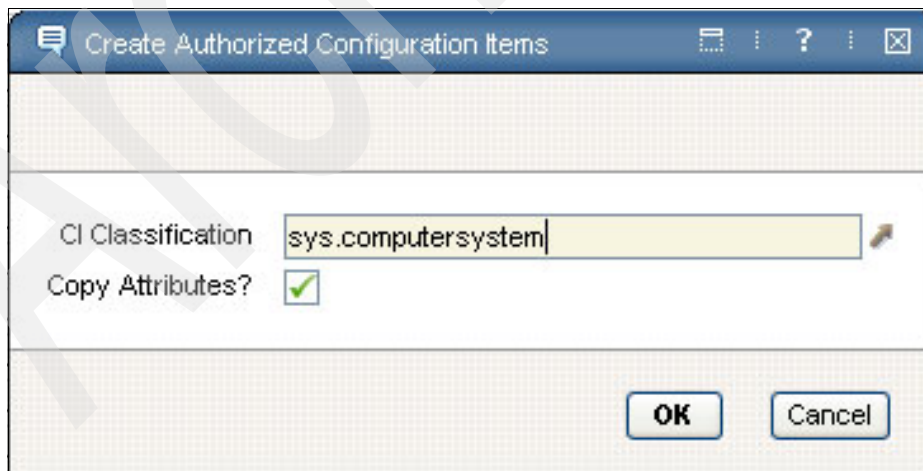 Create Authorized Configuration Items ?
CI Classification sys.computersystem
Copy Attributes?
OK Cancel